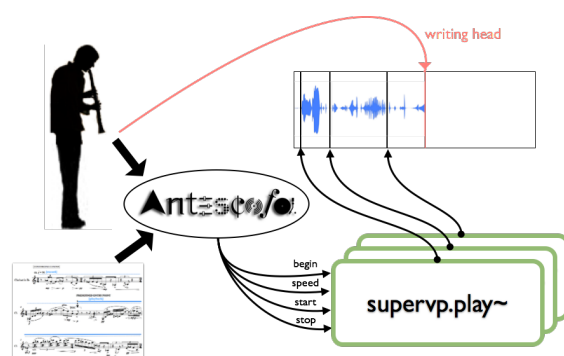 writing head
Antescofo
begin
speed
start
stop
supervp.play~